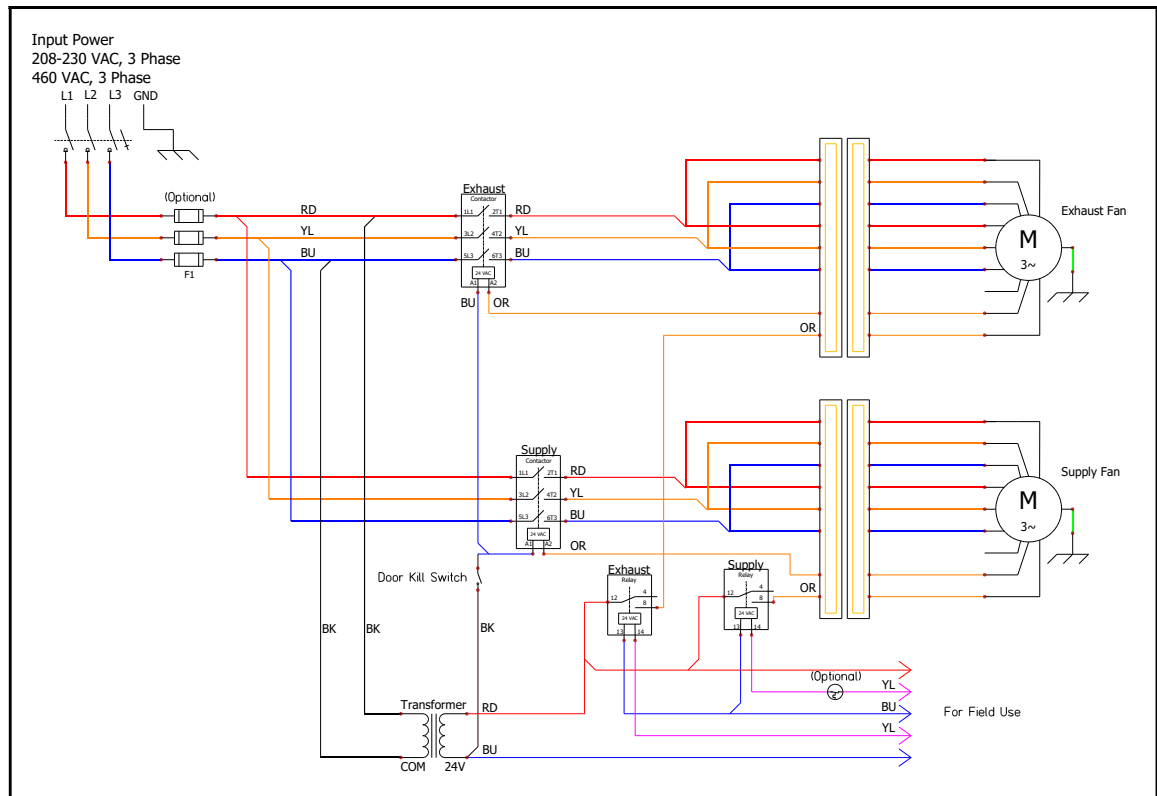 Input Power
208-230 VAC, 3 Phase
460 VAC, 3 Phase
L1 L2 L3 GND
(Optional)
RD
YL
BU
F1
Exhaust
Contactor
1L1 2T1
3L2 4T2
5L3 6T3
24 VAC
A1 A2
RD
YL
BU
BU OR
M
3~
Exhaust Fan
OR
Supply
Contactor
1L1 2T1
3L2 4T2
5L3 6T3
24 VAC
A1 A2
RD
YL
BU
OR
M
3~
Supply Fan
OR
Door Kill Switch
Exhaust
Relay
12 4
8
24 VAC
13 14
Supply
Relay
12 4
8
24 VAC
13 14
BK BK BK
(Optional)
YL
BU
YL
For Field Use
Transformer
RD
BU
COM 24V